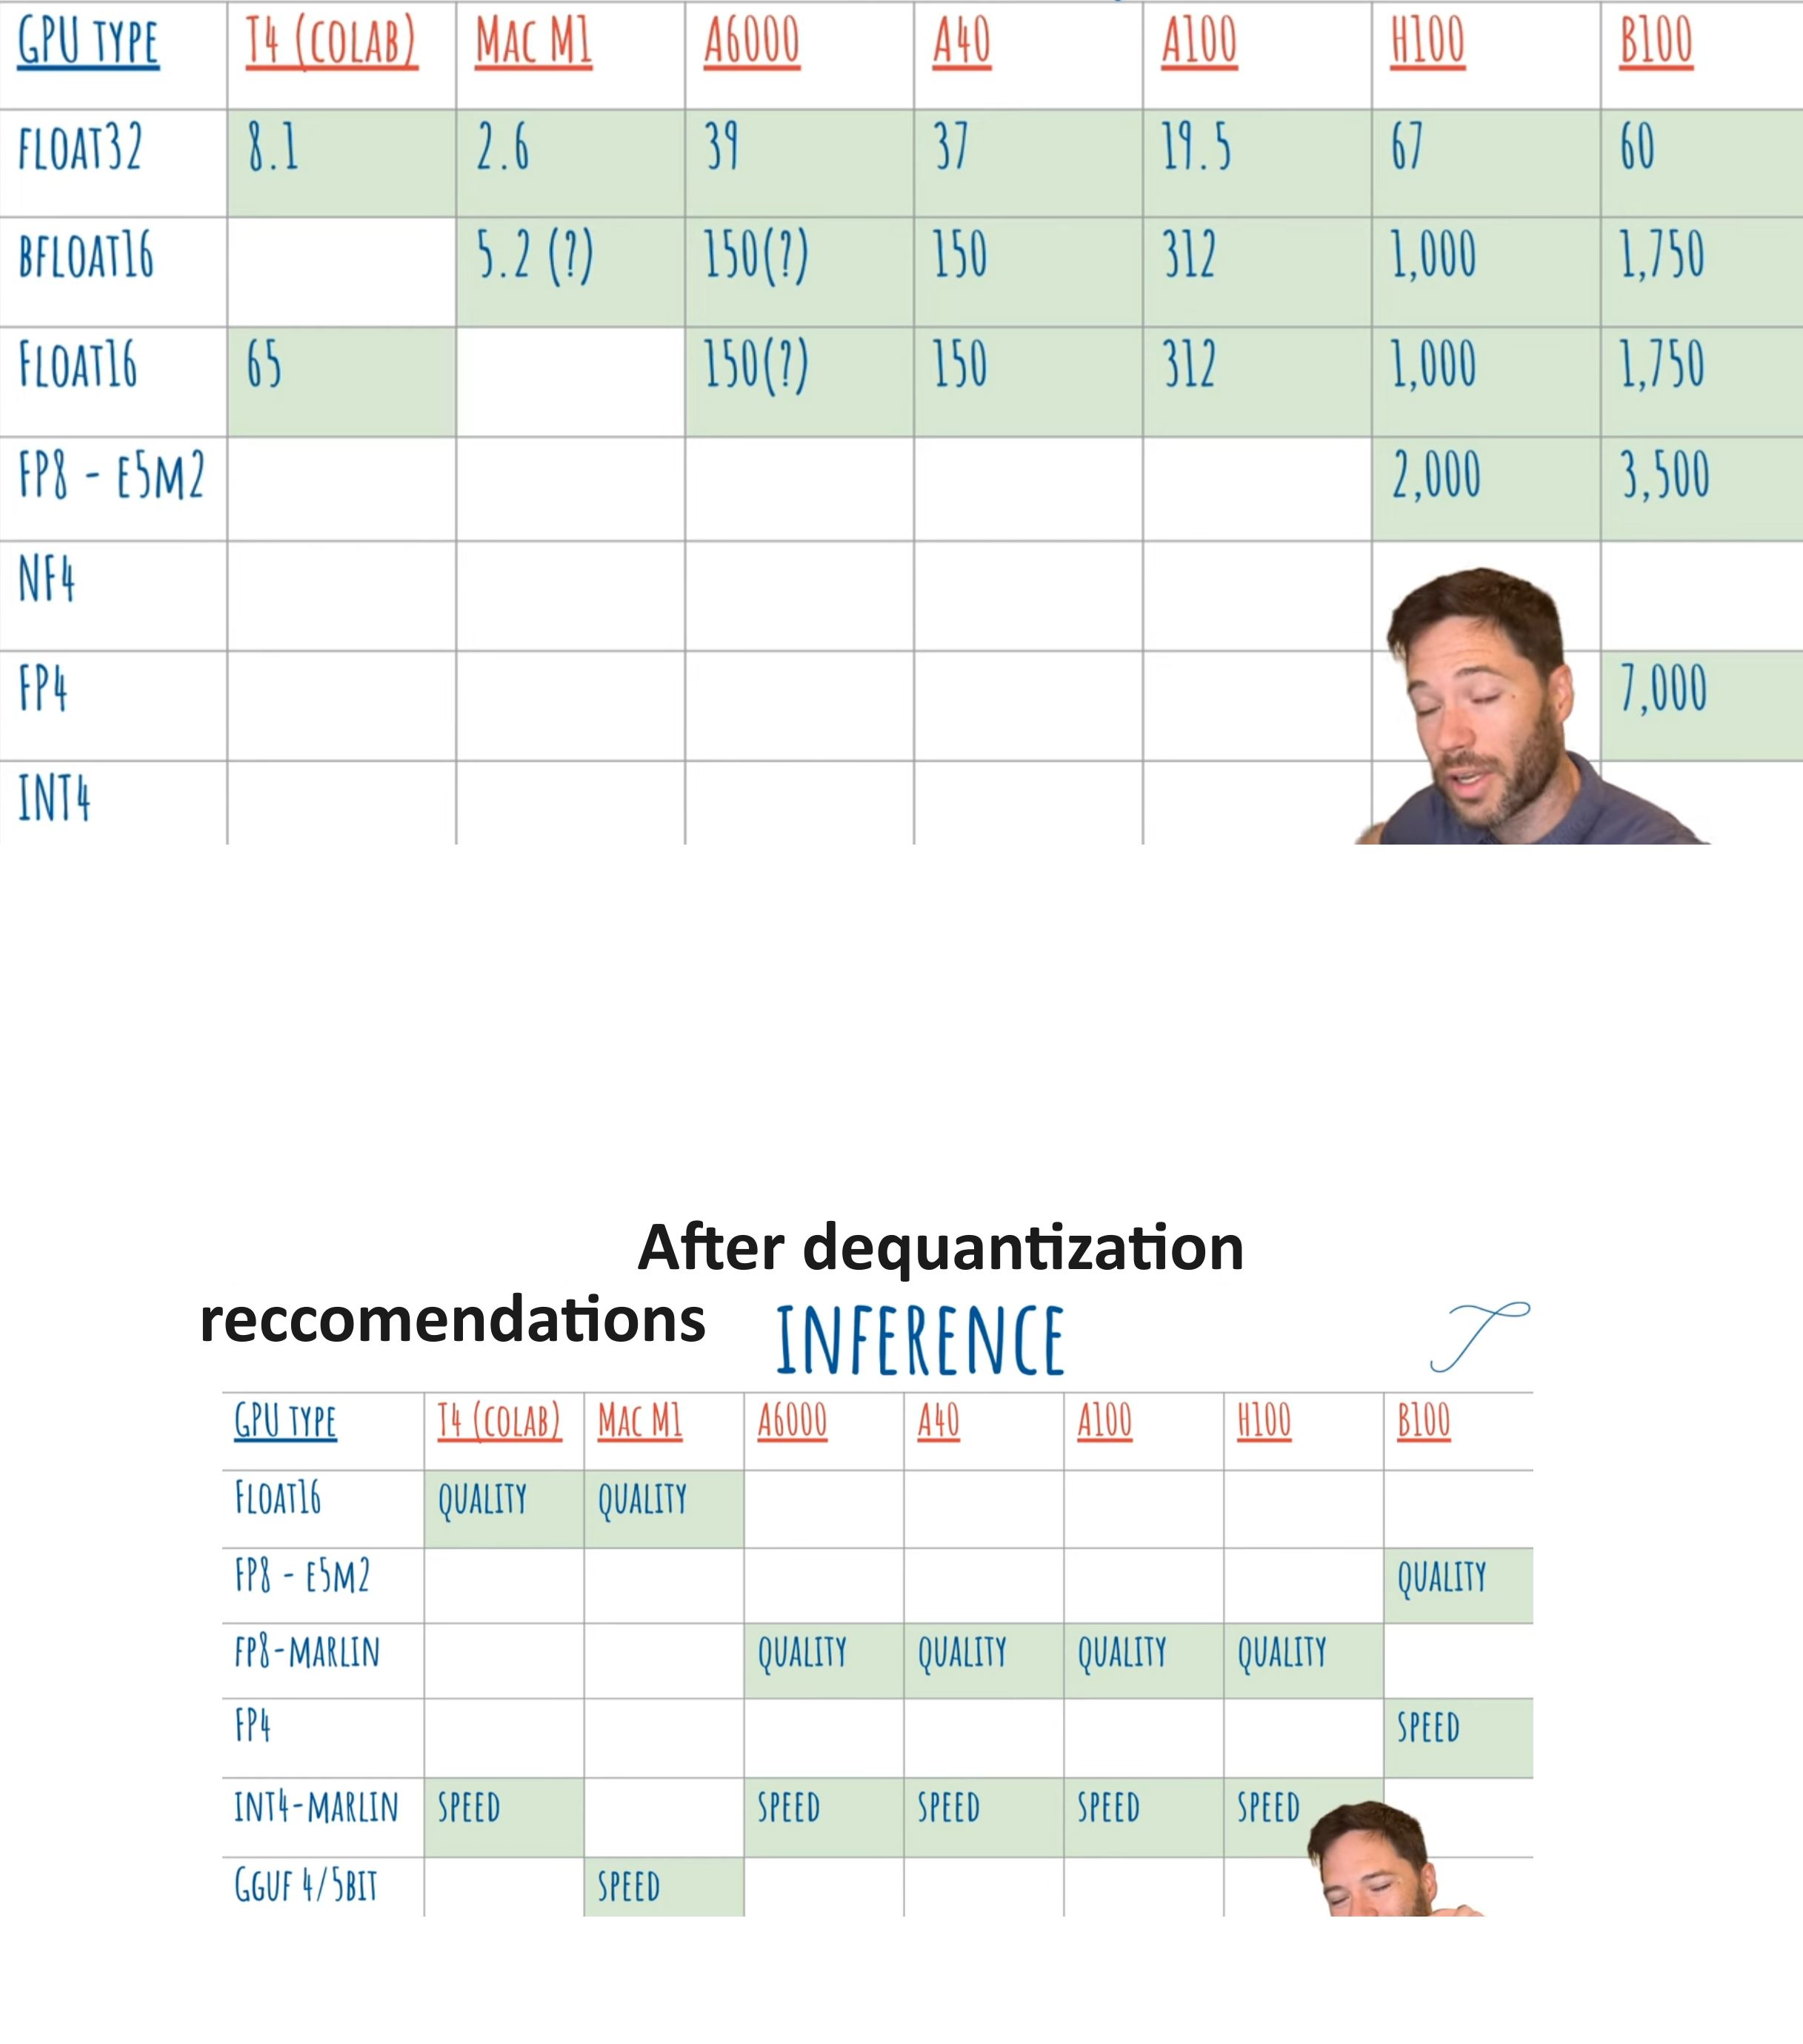 GPU TYPE T4 (COLAB) MAC M1 A6000 A40 A100 H100 B100
FLOAT32 8.1 2.6 39 37 19.5 67 60
BFLOAT16 5.2 (?) 150(?) 150 312 1,000 1,750
FLOAT16 65 150(?) 150 312 1,000 1,750
FP8 - E5M2 2,000 3,500
NF4
FP4 7,000
INT4
After dequantization
reccomendations INFERENCE
GPU TYPE T4 (COLAB) MAC M1 A6000 A40 A100 H100 B100
FLOAT16 QUALITY QUALITY
FP8 - E5M2 QUALITY
FP8-MARLIN QUALITY QUALITY QUALITY QUALITY
FP4 SPEED
INT4-MARLIN SPEED SPEED SPEED SPEED SPEED
GGUF 4/5BIT SPEED